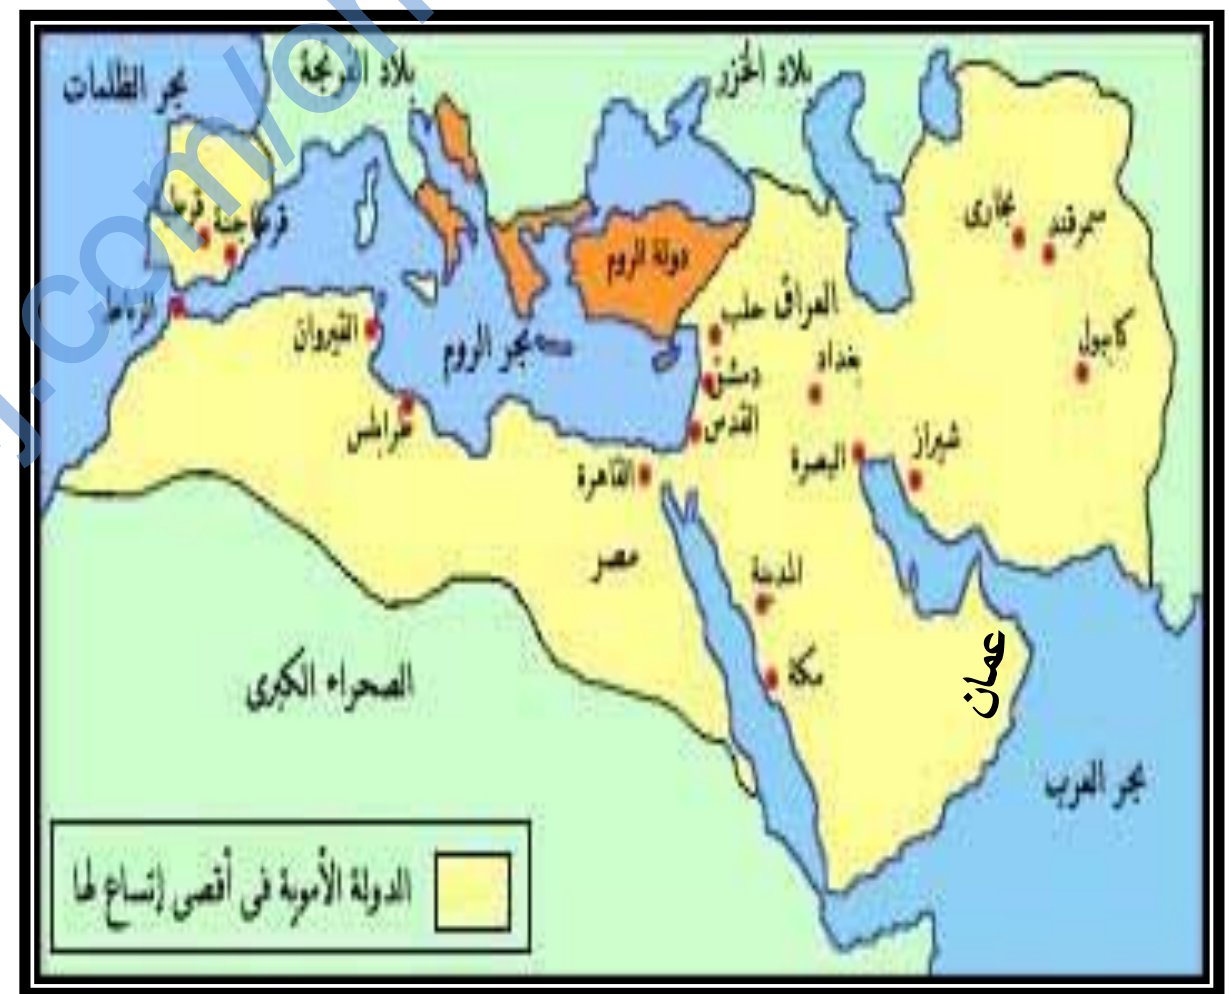 بحر الظلمات
بلاد الفرنجة
بلاد الخزر
قرطاجنة
بخارى
سمرقند
دولة الروم
الرباط
القيروان
بحر الروم
حلب
العراق
كابول
دمشق
بغداد
طرابلس
القدس
البصرة
شيراز
القاهرة
مصر
المدينة
مكة
عمان
الصحراء الكبرى
بحر العرب
الدولة الأموية فى أقصى إتساع لها